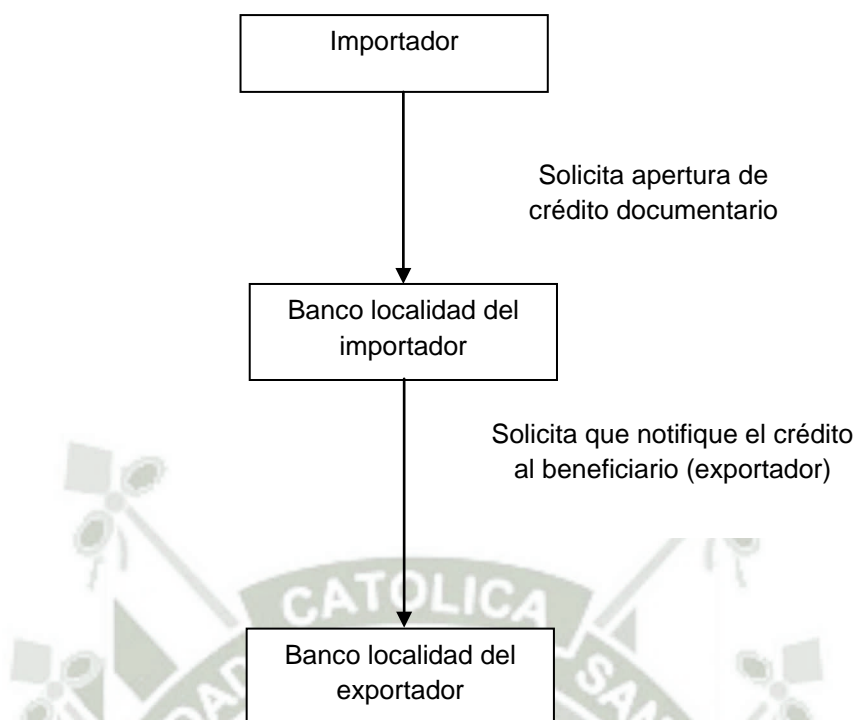 Importador
Solicita apertura de
crédito documentario
Banco localidad del
importador
Solicita que notifique el crédito
al beneficiario (exportador)
CATOLICA
Banco localidad del
exportador